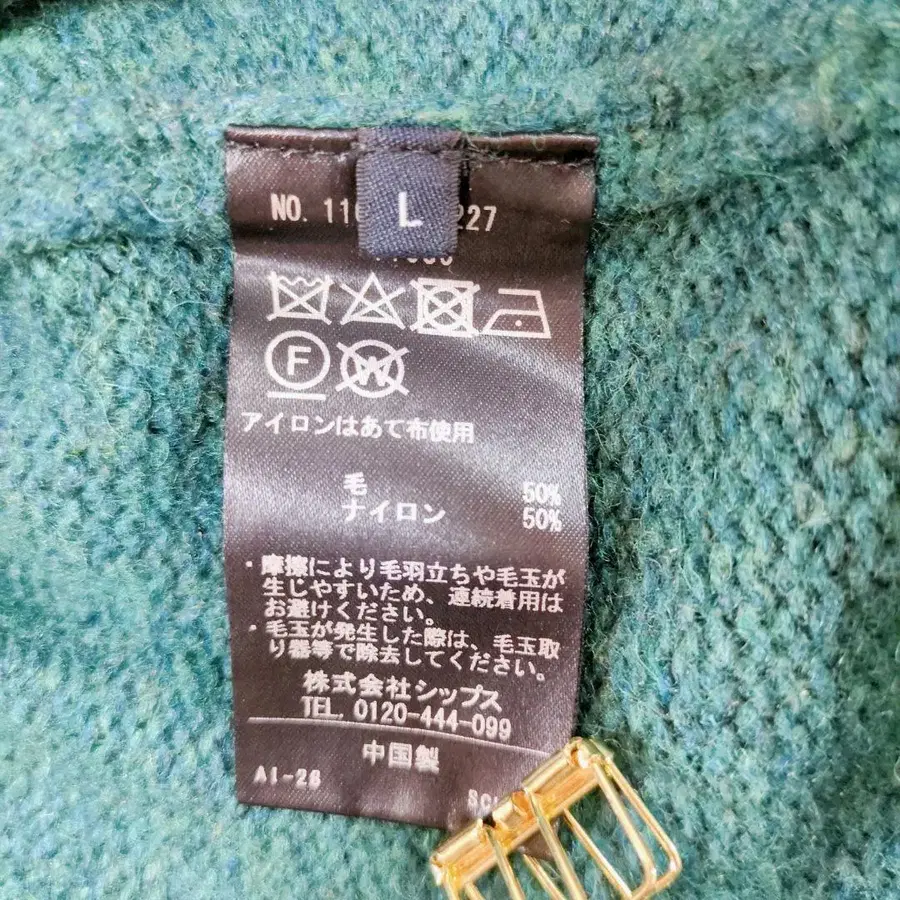 L
NO. 11
227
F
W
アイロンはあて布使用
毛 50%
ナイロン 50%
・摩擦により毛羽立ちや毛玉が
生じやすいため、連続着用は
お避けください。
・毛玉が発生した際は、毛玉取
り器等で除去してください。
株式会社シップス
TEL. 0120-444-099
中国製
AI-26